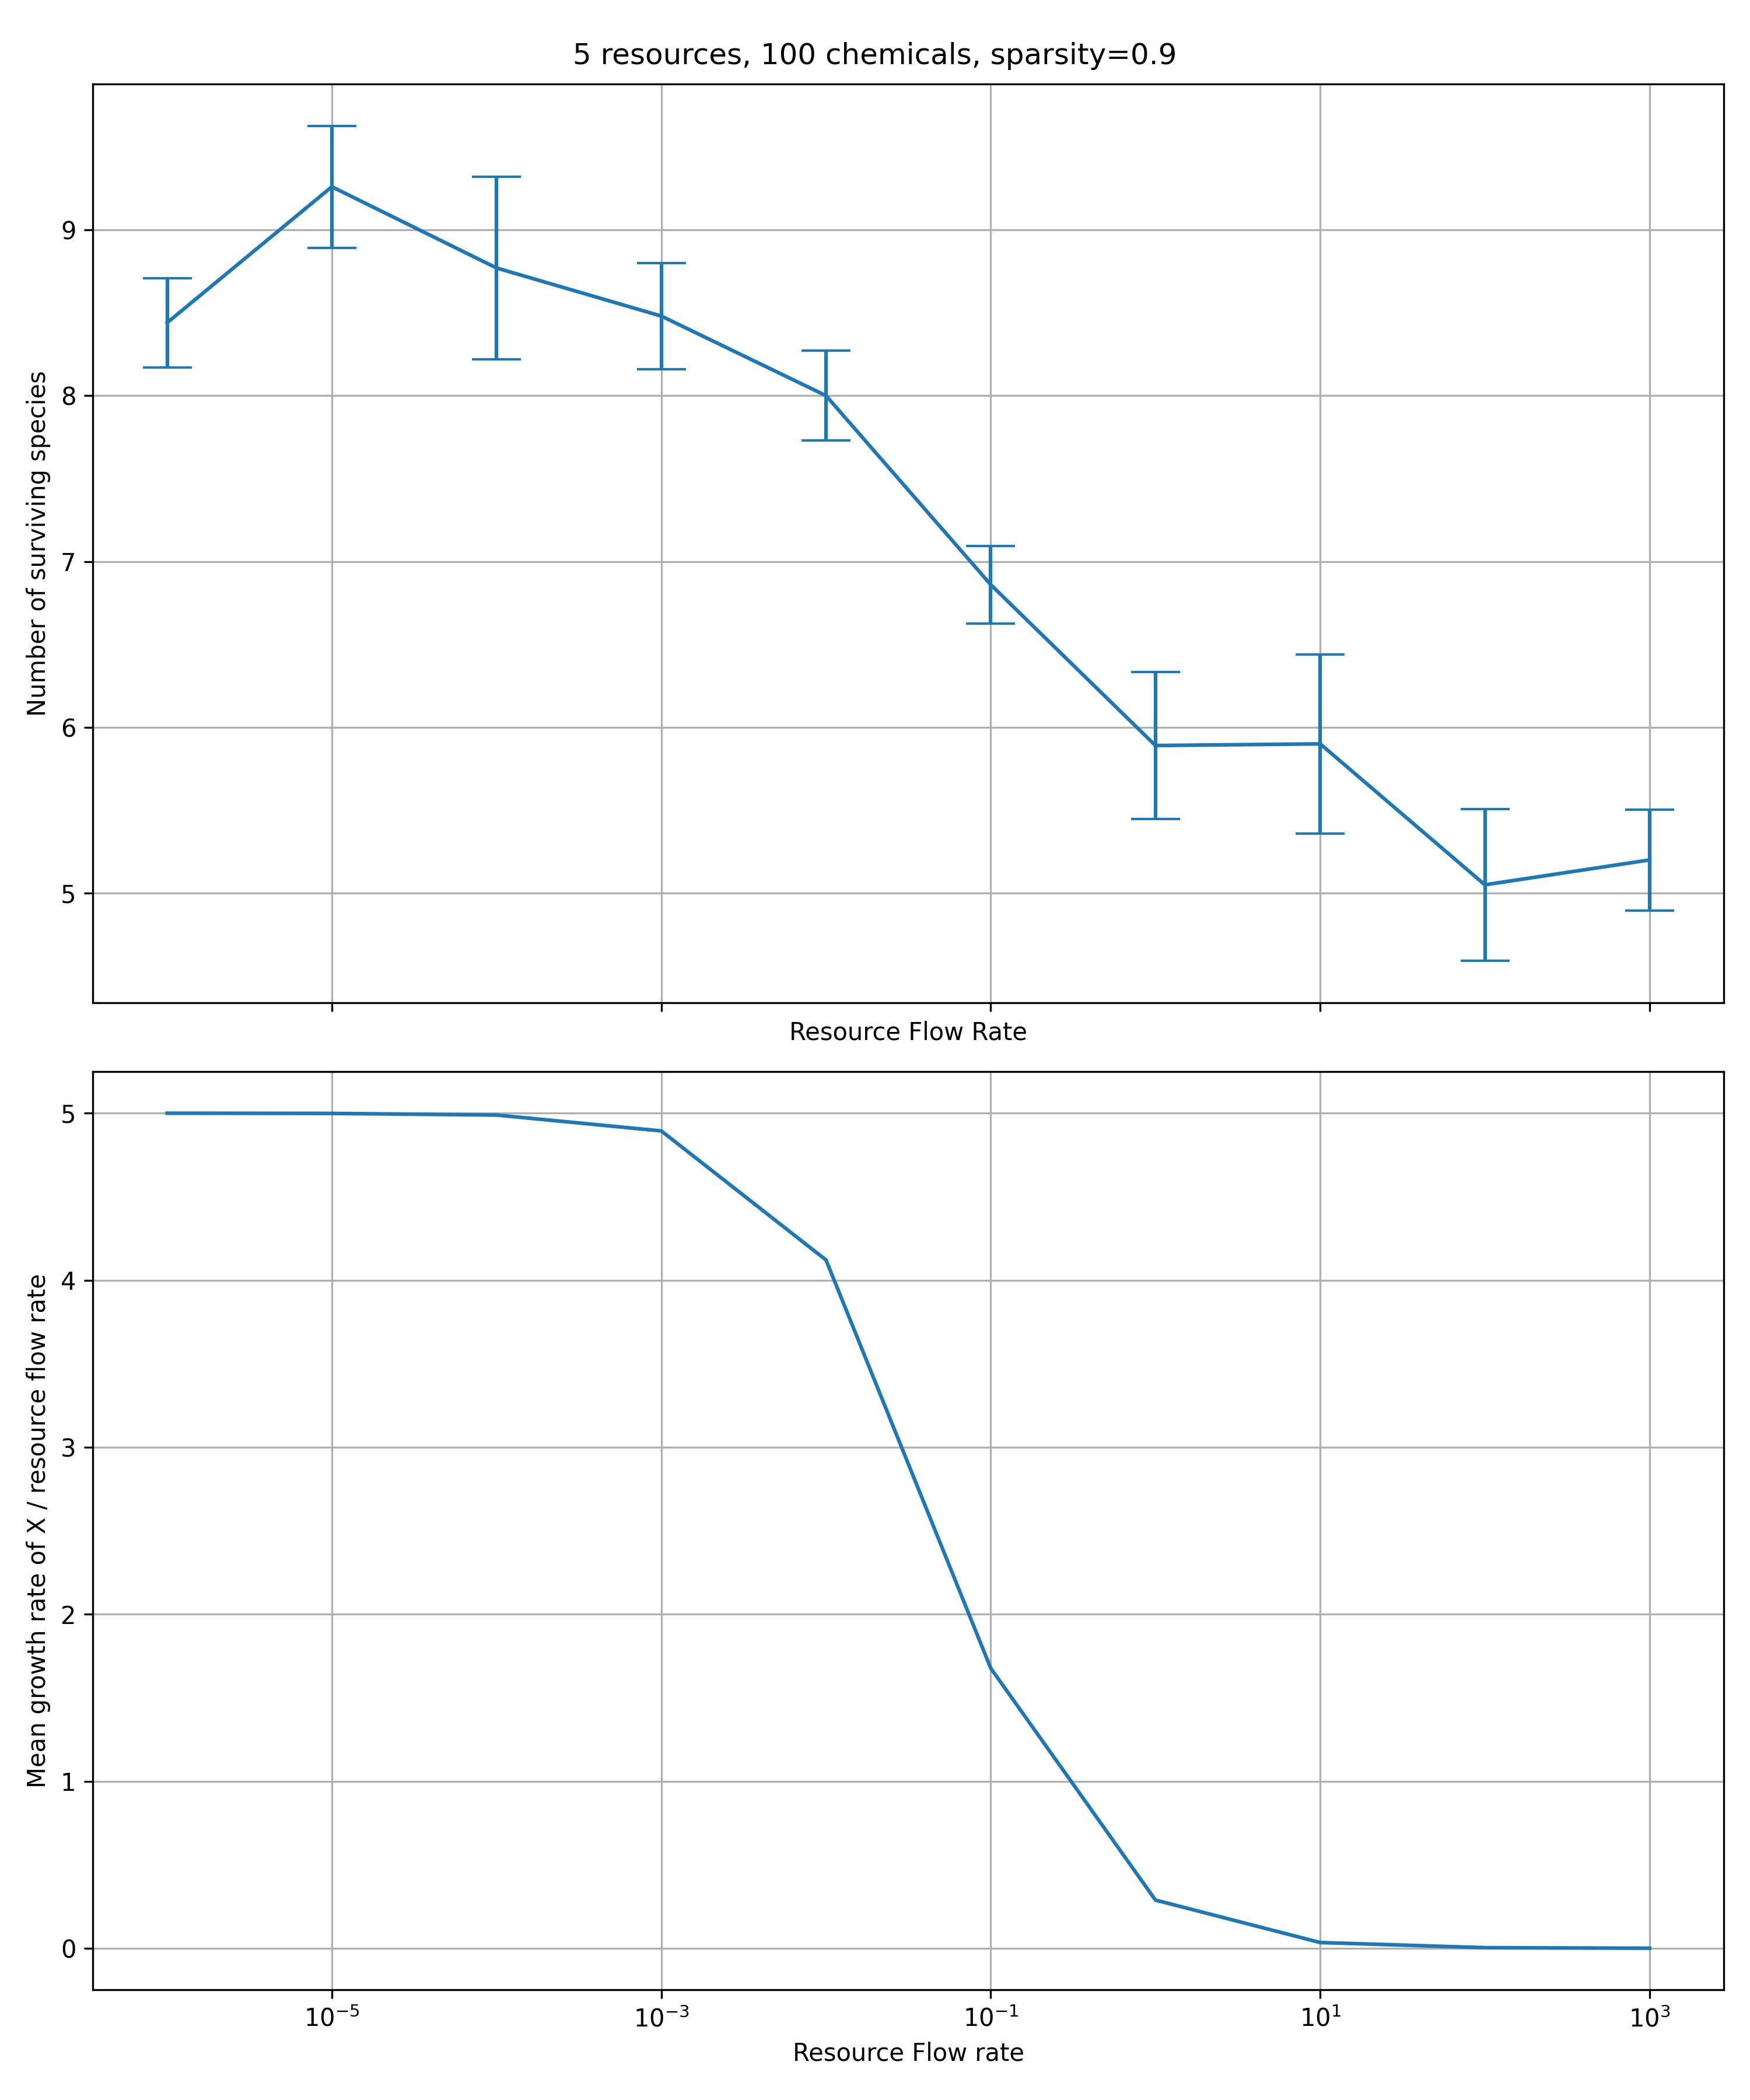 5 resources, 100 chemicals, sparsity=0.9
Number of surviving species
9
8
7
6
5
Resource Flow Rate
Mean growth rate of X / resource flow rate
5
4
3
2
1
0
10⁻⁵ 10⁻³ 10⁻¹ 10¹ 10³
Resource Flow rate